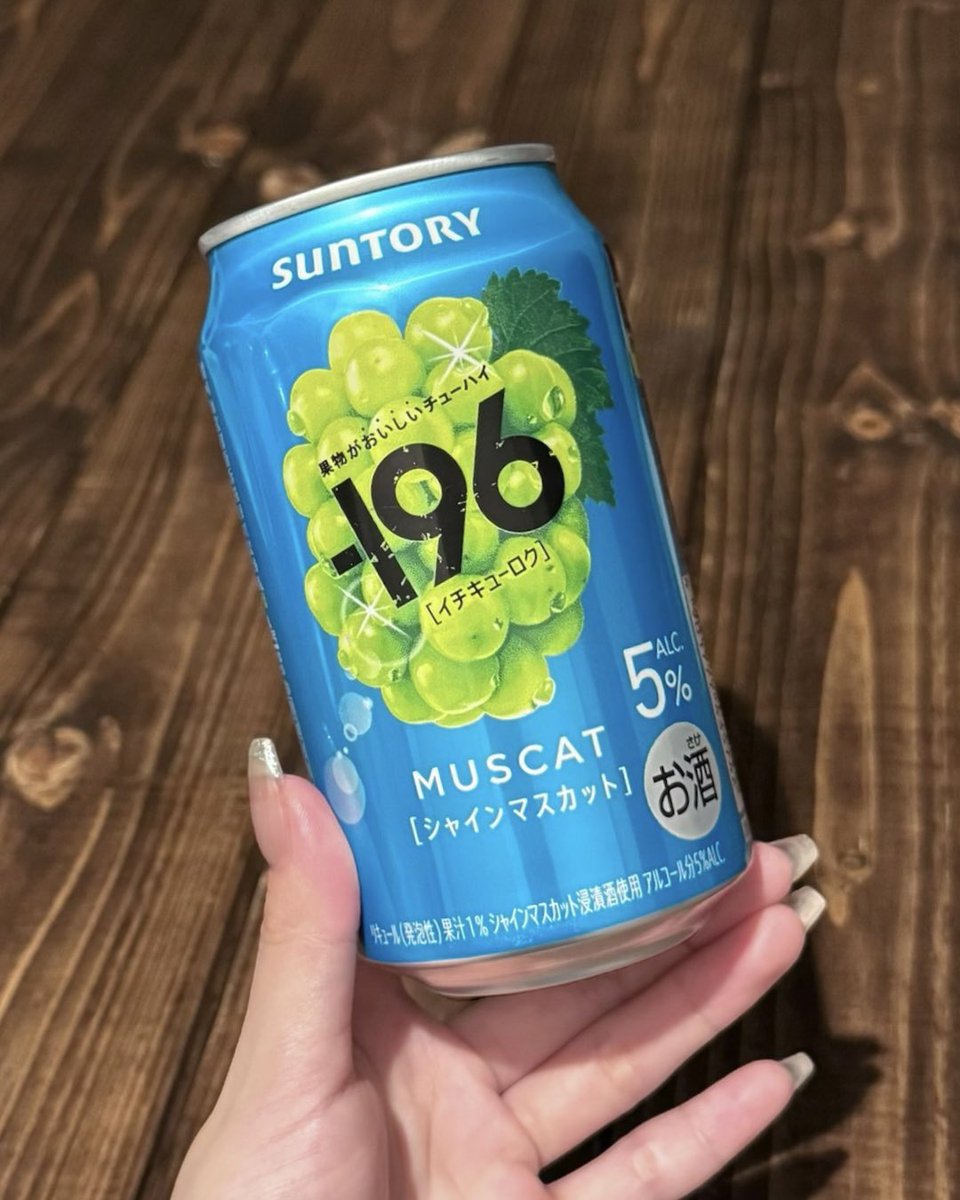 SUNTORY
果物がおいしいチューハイ
-196
[イチキューロク]
ALC.
5%
さけ
お酒
MUSCAT
[シャインマスカット]
リキュール(発泡性) 果汁1% シャインマスカット浸漬酒使用 アルコール分5%ALC.